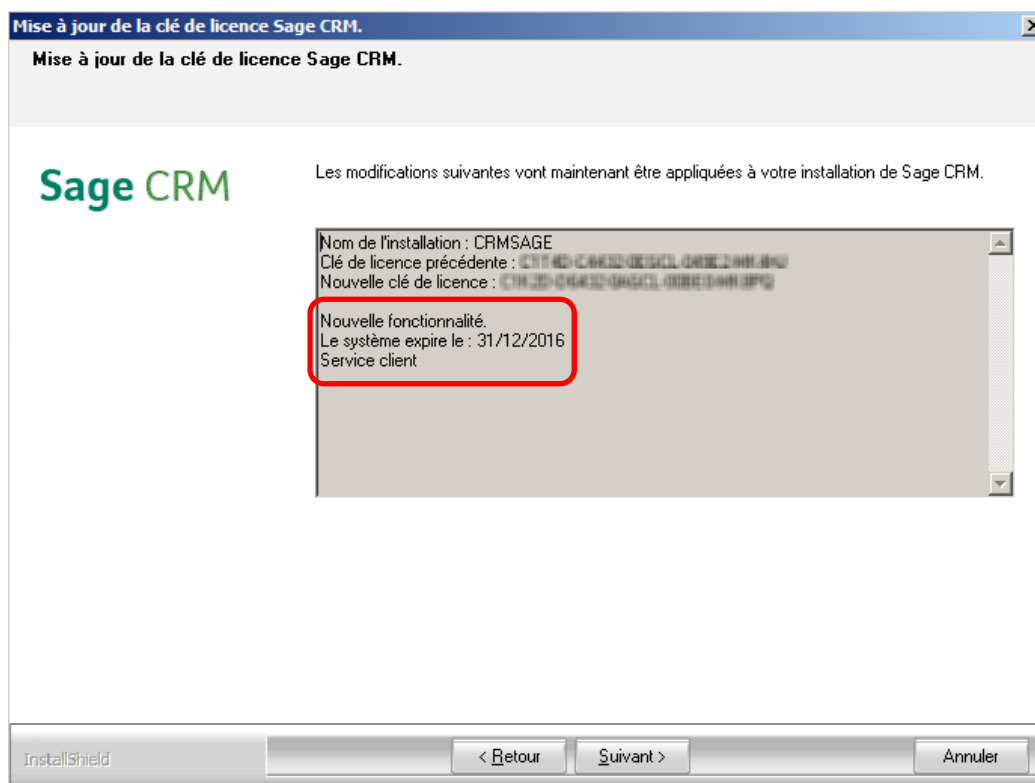 Mise à jour de la clé de licence Sage CRM.
Mise à jour de la clé de licence Sage CRM.
Sage CRM
Les modifications suivantes vont maintenant être appliquées à votre installation de Sage CRM.
Nom de l'installation : CRMSAGE
Clé de licence précédente :
Nouvelle clé de licence :
Nouvelle fonctionnalité.
Le système expire le : 31/12/2016
Service client
InstallShield
< Retour
Suivant >
Annuler